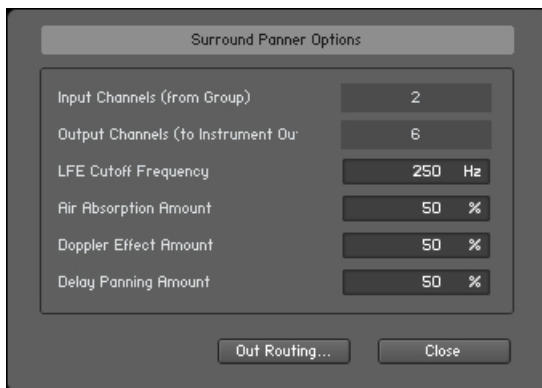 Surround Panner Options
Input Channels (from Group) 2
Output Channels (to Instrument Ou 6
LFE Cutoff Frequency 250 Hz
Air Absorption Amount 50 %
Doppler Effect Amount 50 %
Delay Panning Amount 50 %
Out Routing... Close